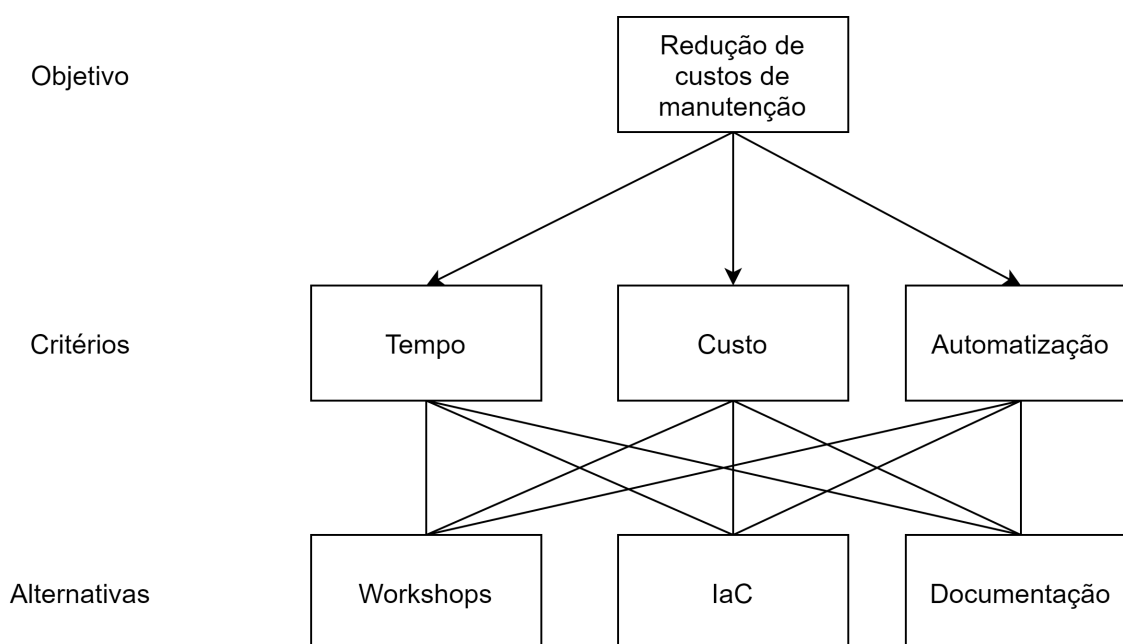 Objetivo
Redução de
custos de
manutenção
Critérios
Tempo
Custo
Automatização
Alternativas
Workshops
IaC
Documentação